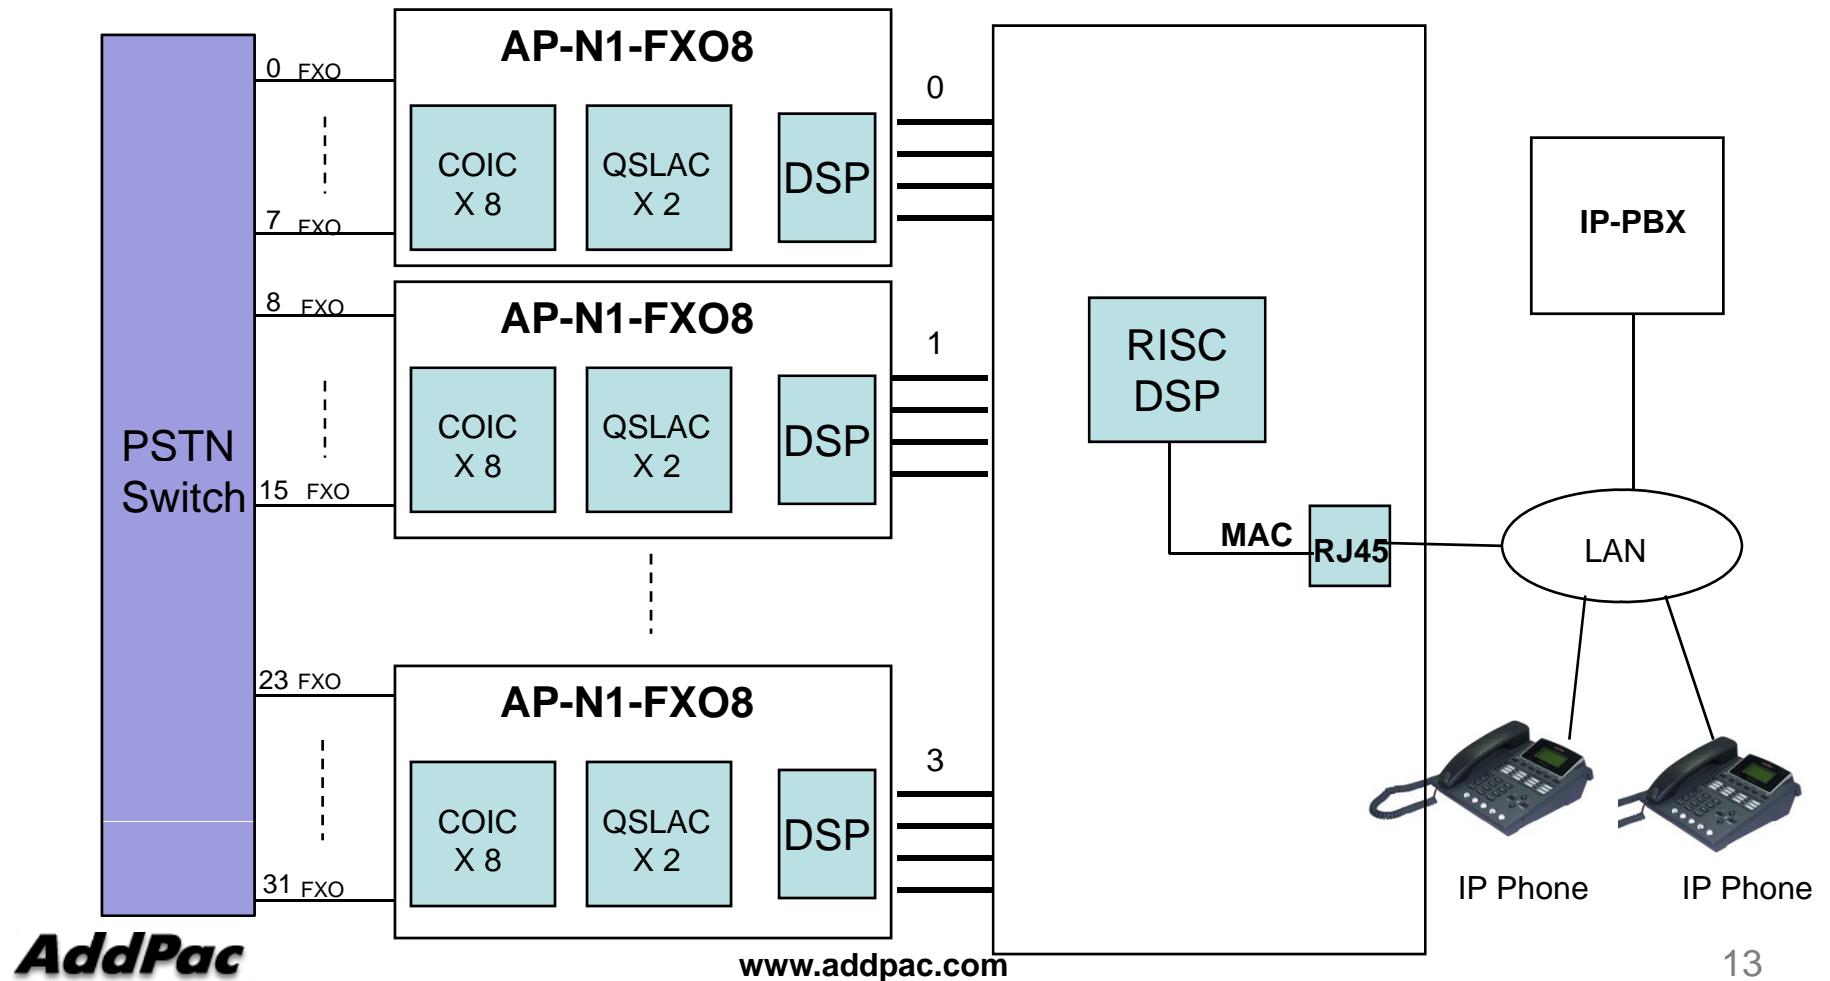 AP-N1-FXO8
0 FXO
COIC
X 8
QSLAC
X 2
DSP
0
7 FXO
8 FXO
AP-N1-FXO8
COIC
X 8
QSLAC
X 2
DSP
1
15 FXO
PSTN
Switch
23 FXO
AP-N1-FXO8
COIC
X 8
QSLAC
X 2
DSP
3
31 FXO
RISC
DSP
MAC
RJ45
IP-PBX
LAN
IP Phone
IP Phone
AddPac
www.addpac.com
13